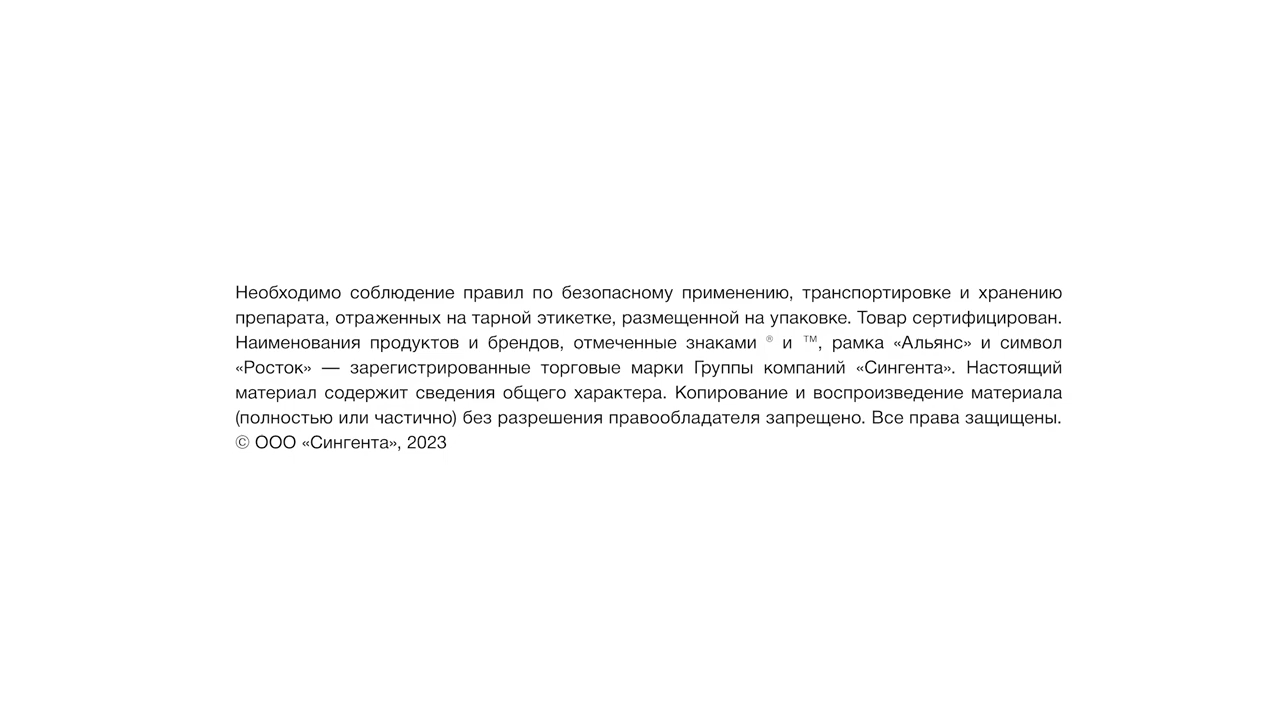 Необходимо соблюдение правил по безопасному применению, транспортировке и хранению
препарата, отраженных на тарной этикетке, размещенной на упаковке. Товар сертифицирован.
Наименования продуктов и брендов, отмеченные знаками ® и ™, рамка «Альянс» и символ
«Росток» — зарегистрированные торговые марки Группы компаний «Сингента». Настоящий
материал содержит сведения общего характера. Копирование и воспроизведение материала
(полностью или частично) без разрешения правообладателя запрещено. Все права защищены.
© ООО «Сингента», 2023